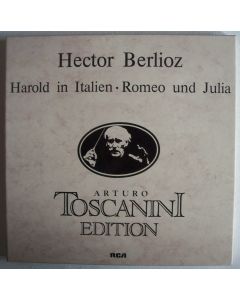 Hector Berlioz
Harold in Italien · Romeo und Julia
ARTURO
TOSCANINI
EDITION
RCA